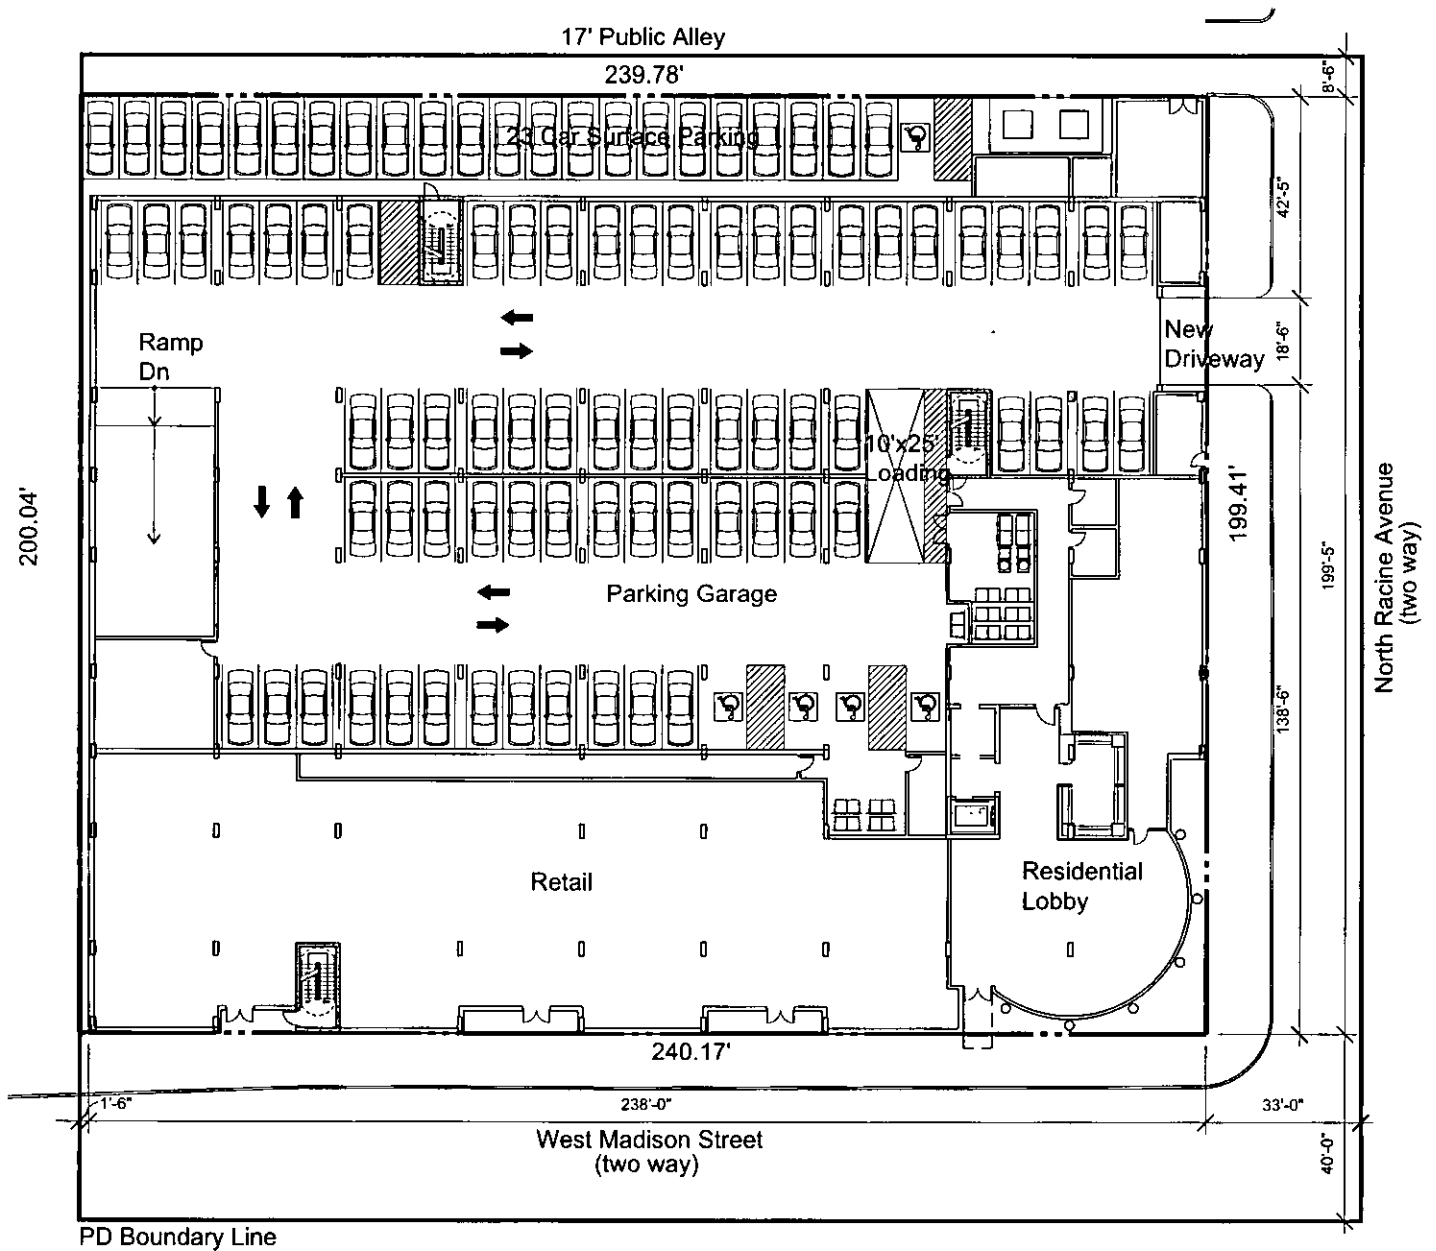 17' Public Alley
239.78'
8'-6"
23 Car Surface Parking
42'-5"
Ramp
Dn
New
Driveway
18'-6"
10'x25'
Loading
200.04'
199.41'
199'-5"
North Racine Avenue
(two way)
Parking Garage
138'-6"
Retail
Residential
Lobby
240.17'
1'-6"
238'-0"
33'-0"
West Madison Street
(two way)
40'-0"
PD Boundary Line